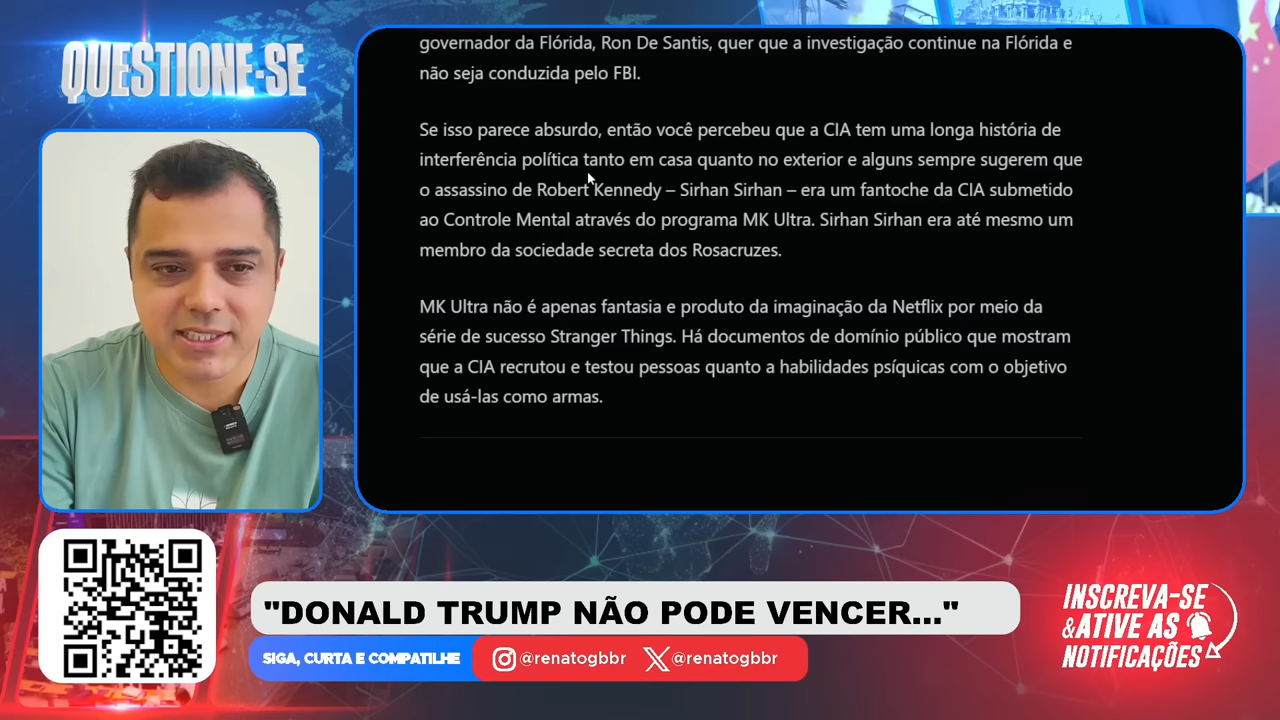 QUESTIONE-SE
governador da Flórida, Ron De Santis, quer que a investigação continue na Flórida e
não seja conduzida pelo FBI.
Se isso parece absurdo, então você percebeu que a CIA tem uma longa história de
interferência política tanto em casa quanto no exterior e alguns sempre sugerem que
o assassino de Robert Kennedy – Sirhan Sirhan – era um fantoche da CIA submetido
ao Controle Mental através do programa MK Ultra. Sirhan Sirhan era até mesmo um
membro da sociedade secreta dos Rosacruzes.
MK Ultra não é apenas fantasia e produto da imaginação da Netflix por meio da
série de sucesso Stranger Things. Há documentos de domínio público que mostram
que a CIA recrutou e testou pessoas quanto a habilidades psíquicas com o objetivo
de usá-las como armas.
"DONALD TRUMP NÃO PODE VENCER..."
SIGA, CURTA E COMPATILHE
@renatogbbr
@renatogbbr
INSCREVA-SE
&ATIVE AS
NOTIFICAÇÕES